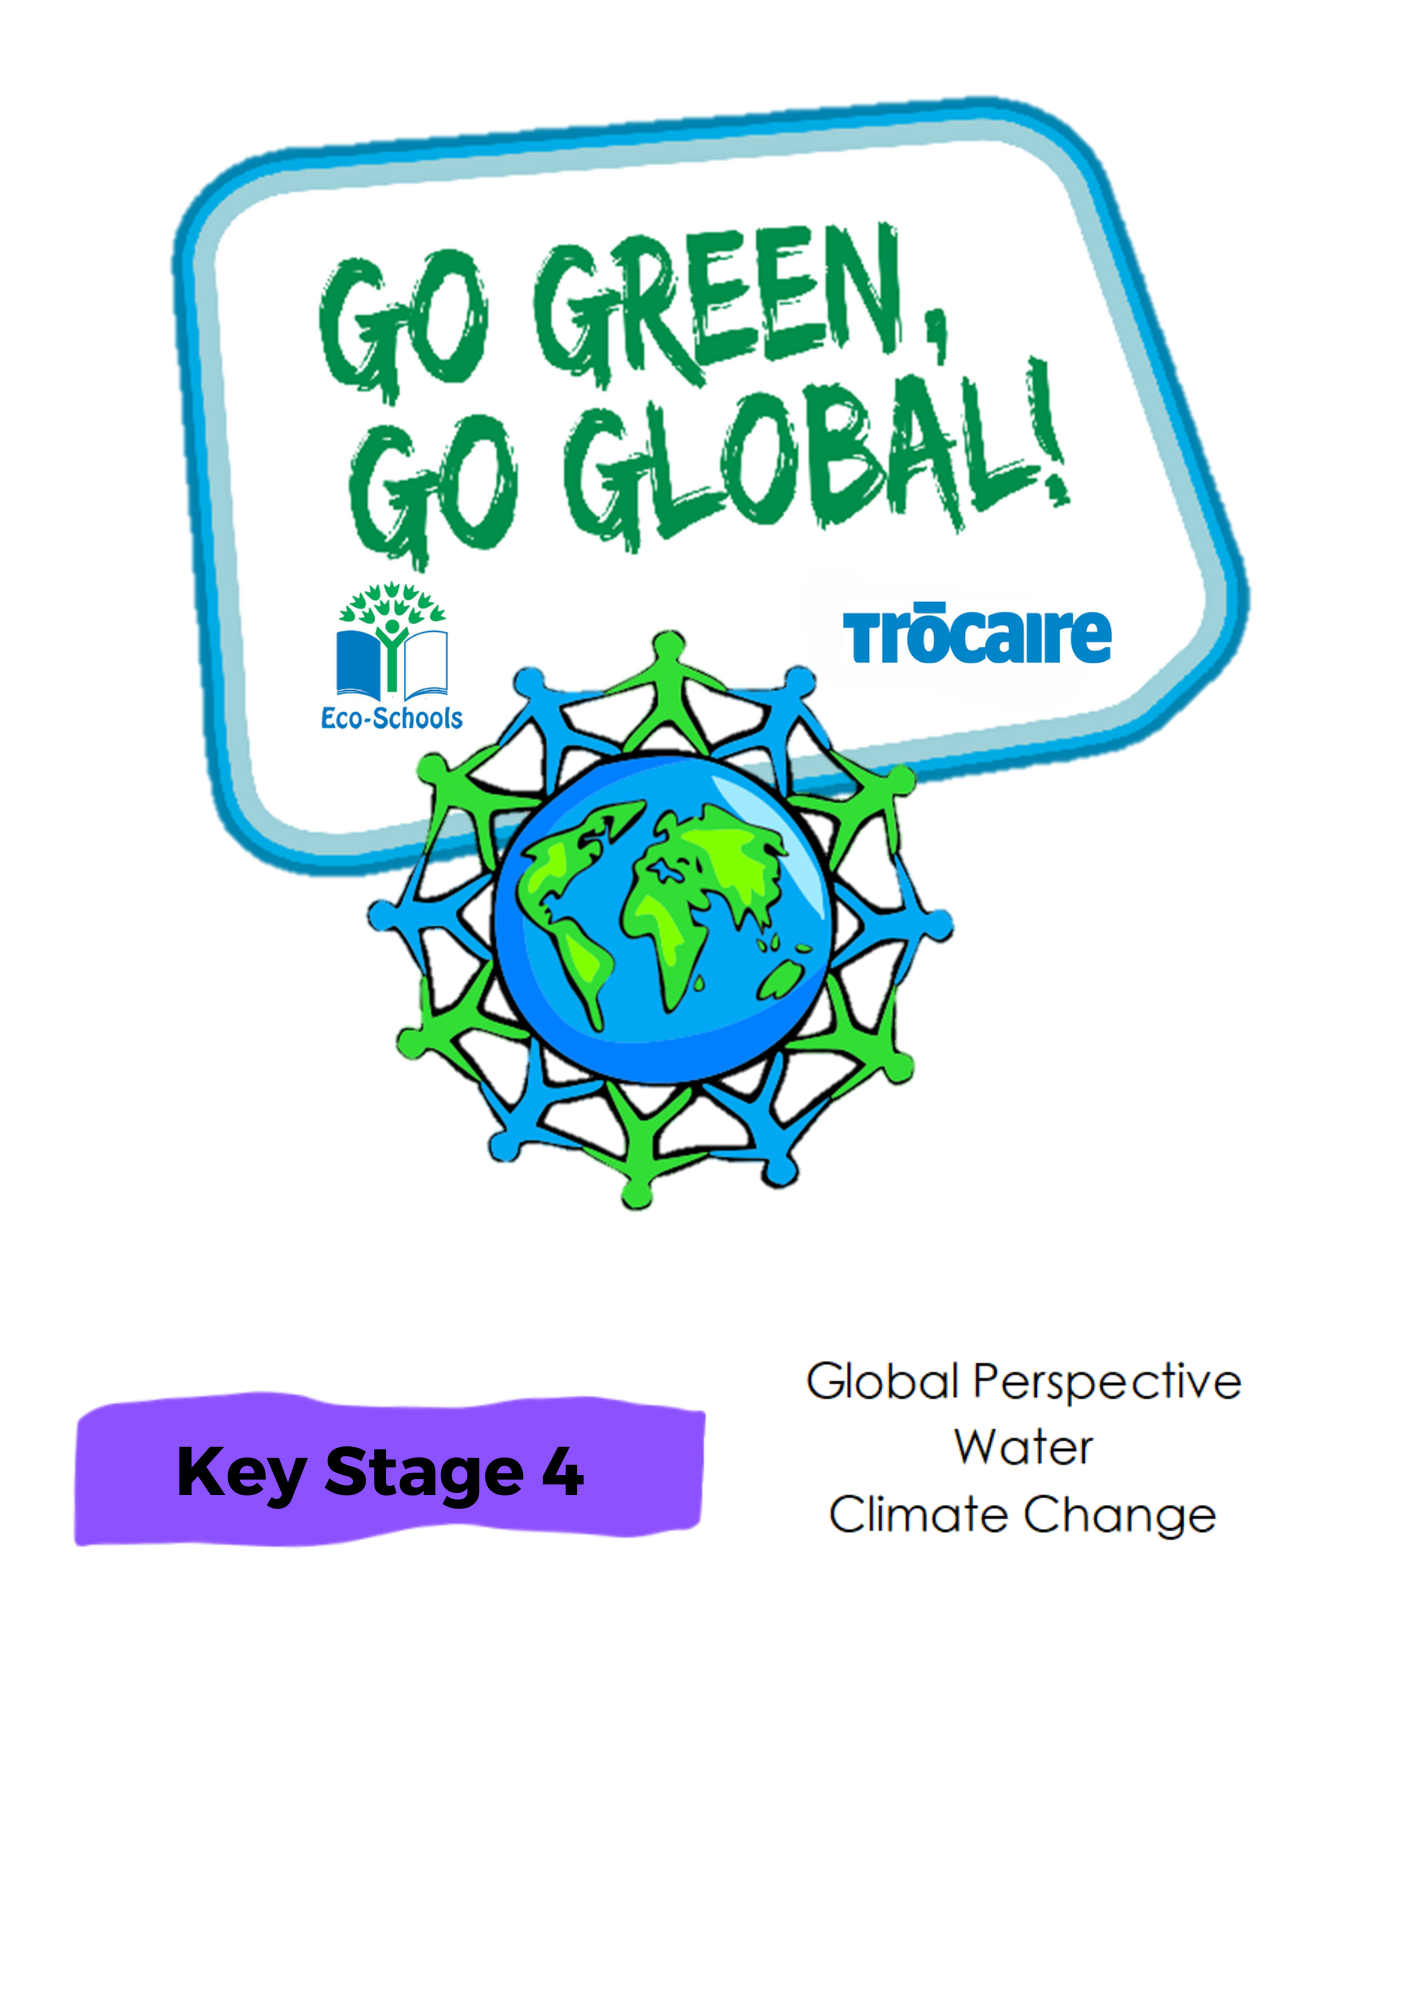 GO GREEN,
GO GLOBAL!
Eco-Schools
Trōcaire
Key Stage 4
Global Perspective
Water
Climate Change